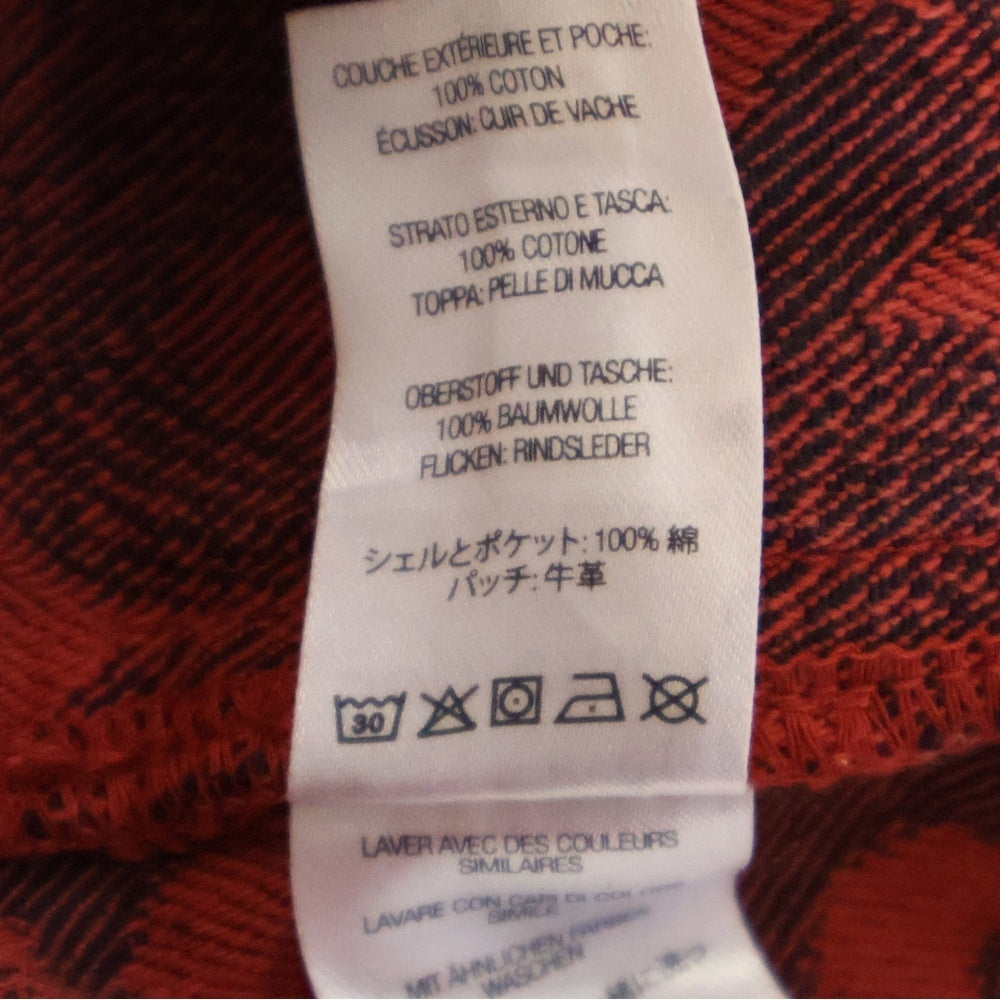 COUCHE EXTÉRIEURE ET POCHE:
100% COTON
ÉCUSSON: CUIR DE VACHE
STRATO ESTERNO E TASCA:
100% COTONE
TOPPA: PELLE DI MUCCA
OBERSTOFF UND TASCHE:
100% BAUMWOLLE
FLICKEN: RINDSLEDER
シェルとポケット: 100% 綿
パッチ: 牛革
30
LAVER AVEC DES COULEURS
SIMILAIRES
LAVARE CON CAPI DI
SIMILE
MIT ÄHNLICHEN FARBEN
WASCHEN